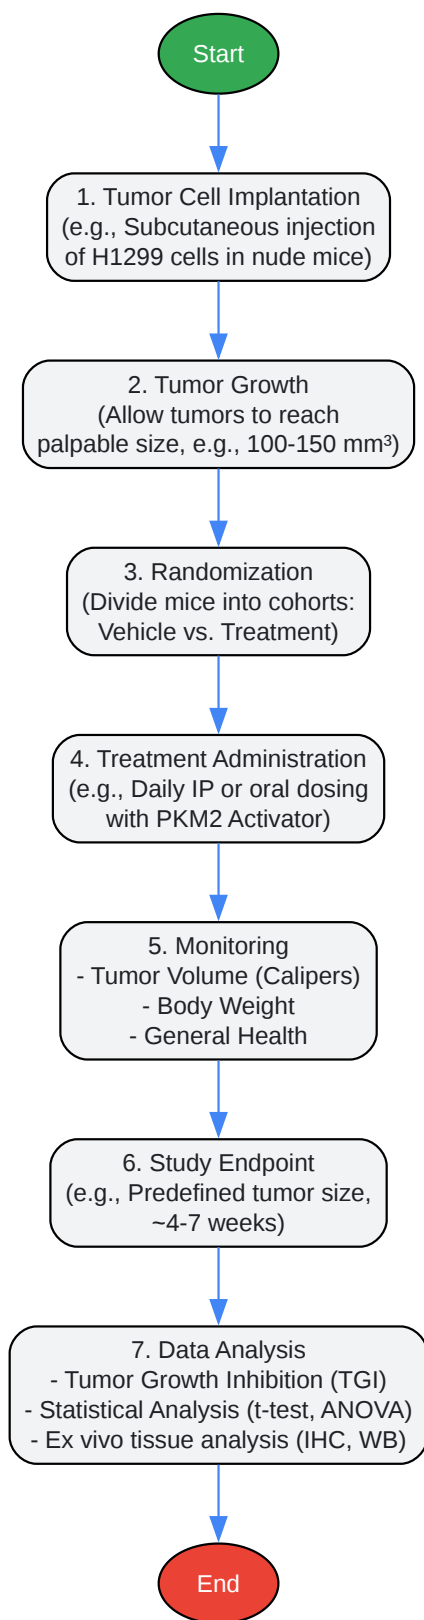 Start
1. Tumor Cell Implantation
(e.g., Subcutaneous injection
of H1299 cells in nude mice)
2. Tumor Growth
(Allow tumors to reach
palpable size, e.g., 100-150 mm³)
3. Randomization
(Divide mice into cohorts:
Vehicle vs. Treatment)
4. Treatment Administration
(e.g., Daily IP or oral dosing
with PKM2 Activator)
5. Monitoring
- Tumor Volume (Calipers)
- Body Weight
- General Health
6. Study Endpoint
(e.g., Predefined tumor size,
~4-7 weeks)
7. Data Analysis
- Tumor Growth Inhibition (TGI)
- Statistical Analysis (t-test, ANOVA)
- Ex vivo tissue analysis (IHC, WB)
End